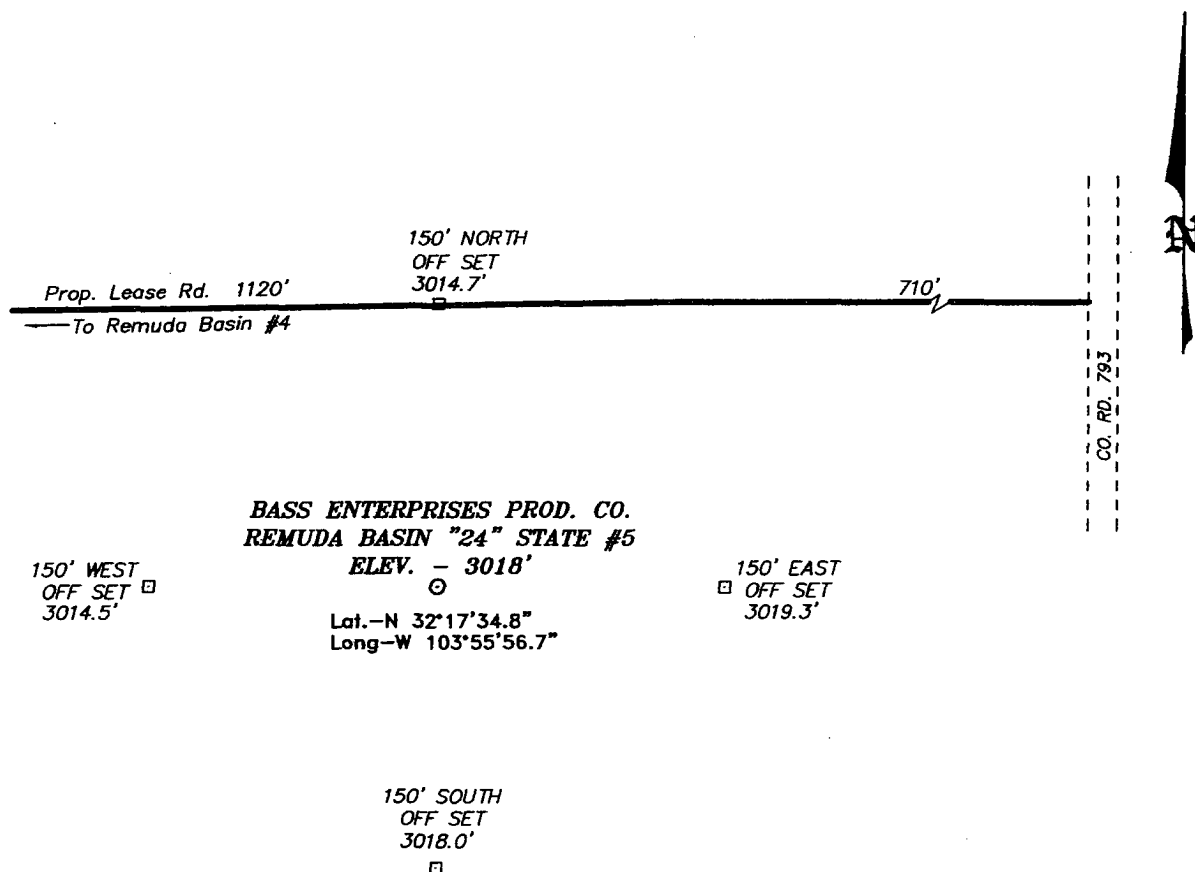 150' NORTH
OFF SET
3014.7'
Prop. Lease Rd. 1120'
710'
To Remuda Basin #4
N
CO. RD. 793
BASS ENTERPRISES PROD. CO.
REMUDA BASIN "24" STATE #5
ELEV. - 3018'
150' WEST
OFF SET
3014.5'
150' EAST
OFF SET
3019.3'
Lat.-N 32°17'34.8"
Long-W 103°55'56.7"
150' SOUTH
OFF SET
3018.0'